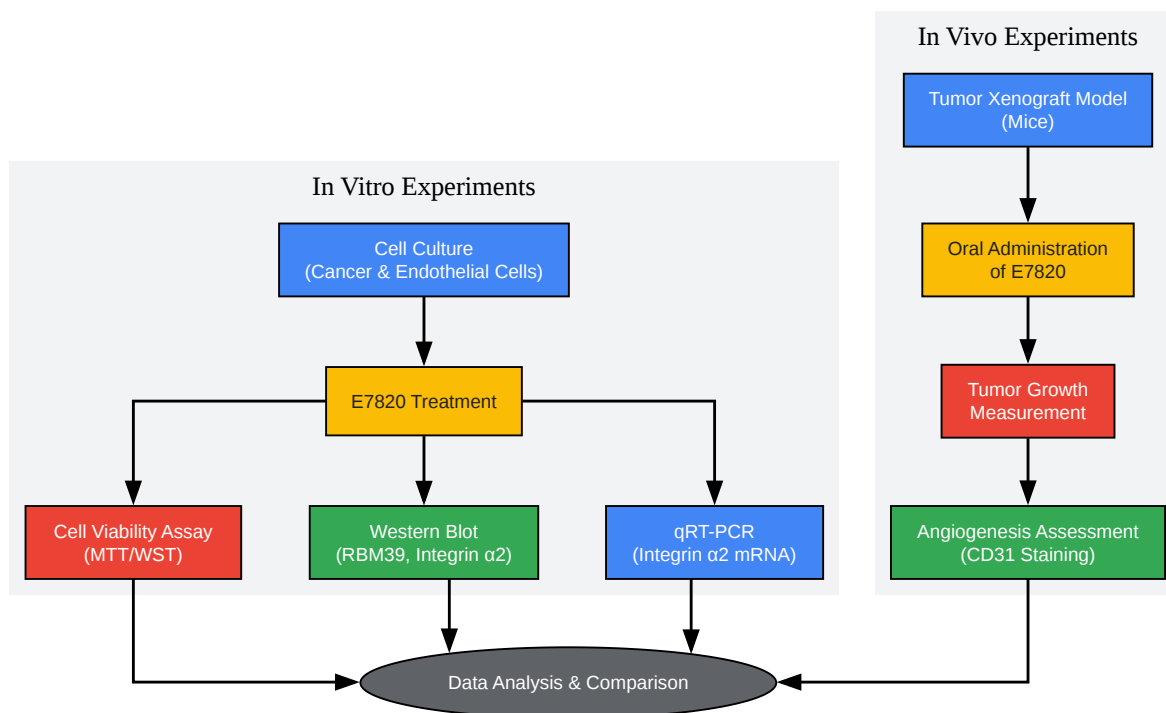 In Vivo Experiments
Tumor Xenograft Model
(Mice)
In Vitro Experiments
Cell Culture
(Cancer & Endothelial Cells)
Oral Administration
of E7820
E7820 Treatment
Tumor Growth
Measurement
Cell Viability Assay
(MTT/WST)
Western Blot
(RBM39, Integrin α2)
qRT-PCR
(Integrin α2 mRNA)
Angiogenesis Assessment
(CD31 Staining)
Data Analysis & Comparison